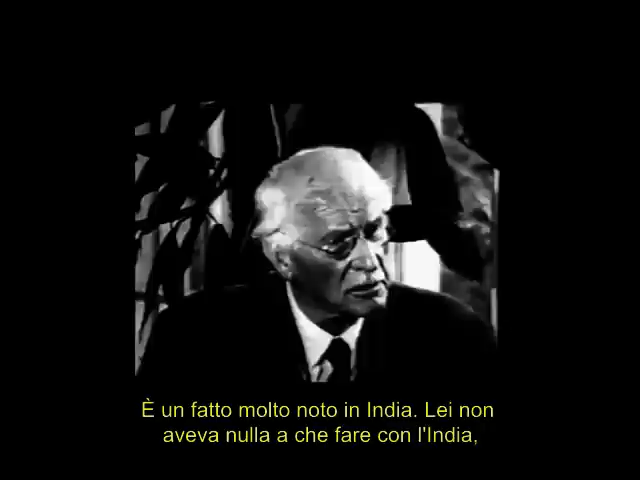 È un fatto molto noto in India. Lei non
aveva nulla a che fare con l'India,